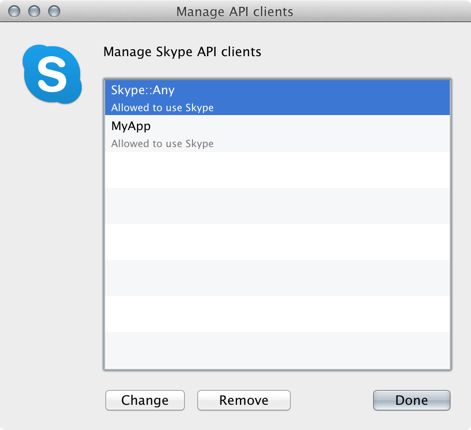 Manage API clients
S
Manage Skype API clients
Skype::Any
Allowed to use Skype
MyApp
Allowed to use Skype
Change
Remove
Done